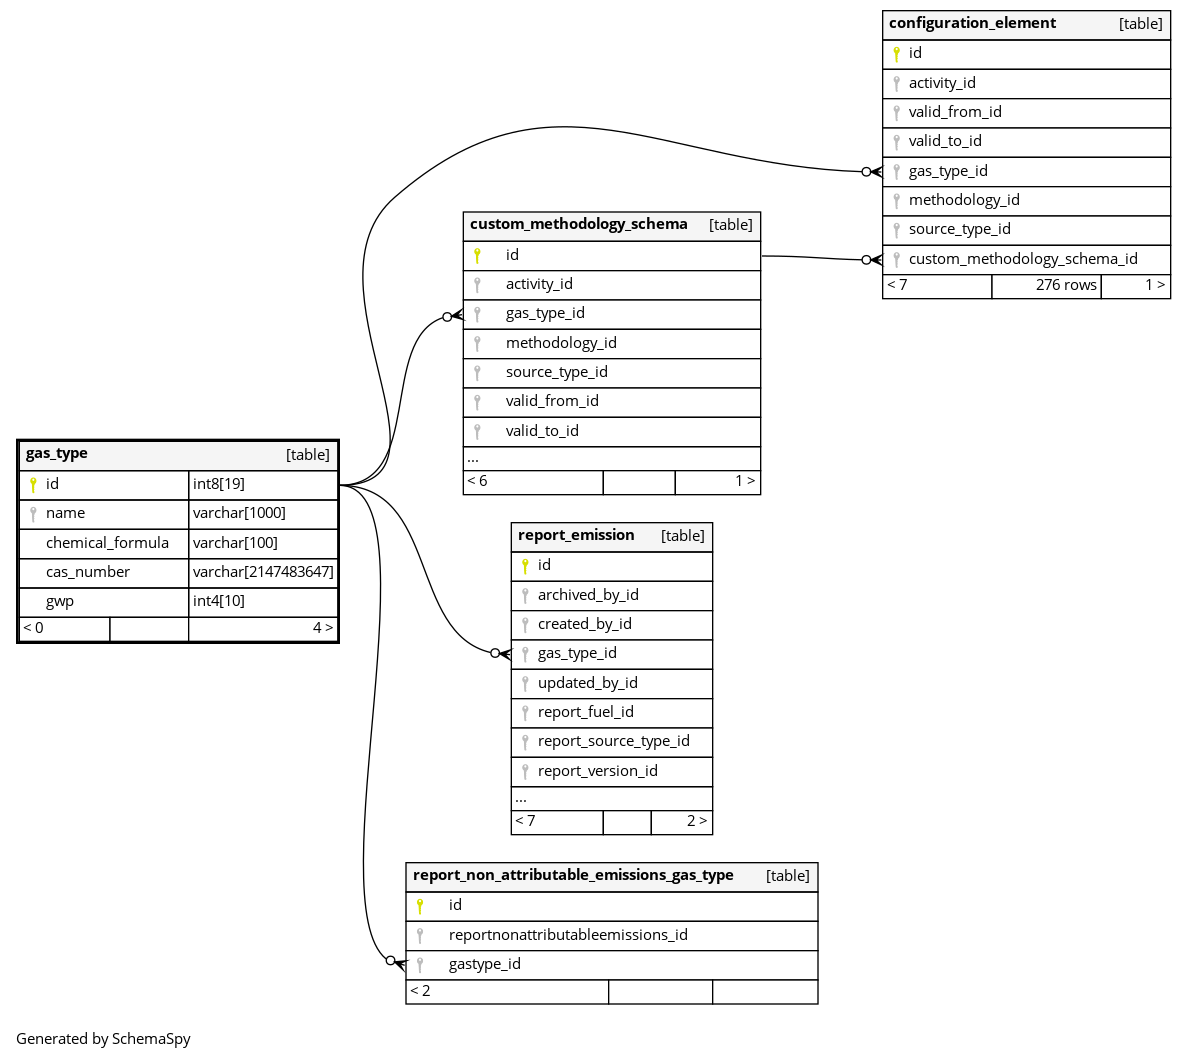 configuration_element [table]
id
activity_id
valid_from_id
valid_to_id
gas_type_id
methodology_id
source_type_id
custom_methodology_schema_id
< 7 276 rows 1 >
custom_methodology_schema [table]
id
activity_id
gas_type_id
methodology_id
source_type_id
valid_from_id
valid_to_id
...
< 6 1 >
gas_type [table]
id int8[19]
name varchar[1000]
chemical_formula varchar[100]
cas_number varchar[2147483647]
gwp int4[10]
< 0 4 >
report_emission [table]
id
archived_by_id
created_by_id
gas_type_id
updated_by_id
report_fuel_id
report_source_type_id
report_version_id
...
< 7 2 >
report_non_attributable_emissions_gas_type [table]
id
reportnonattributableemissions_id
gastype_id
< 2
Generated by SchemaSpy